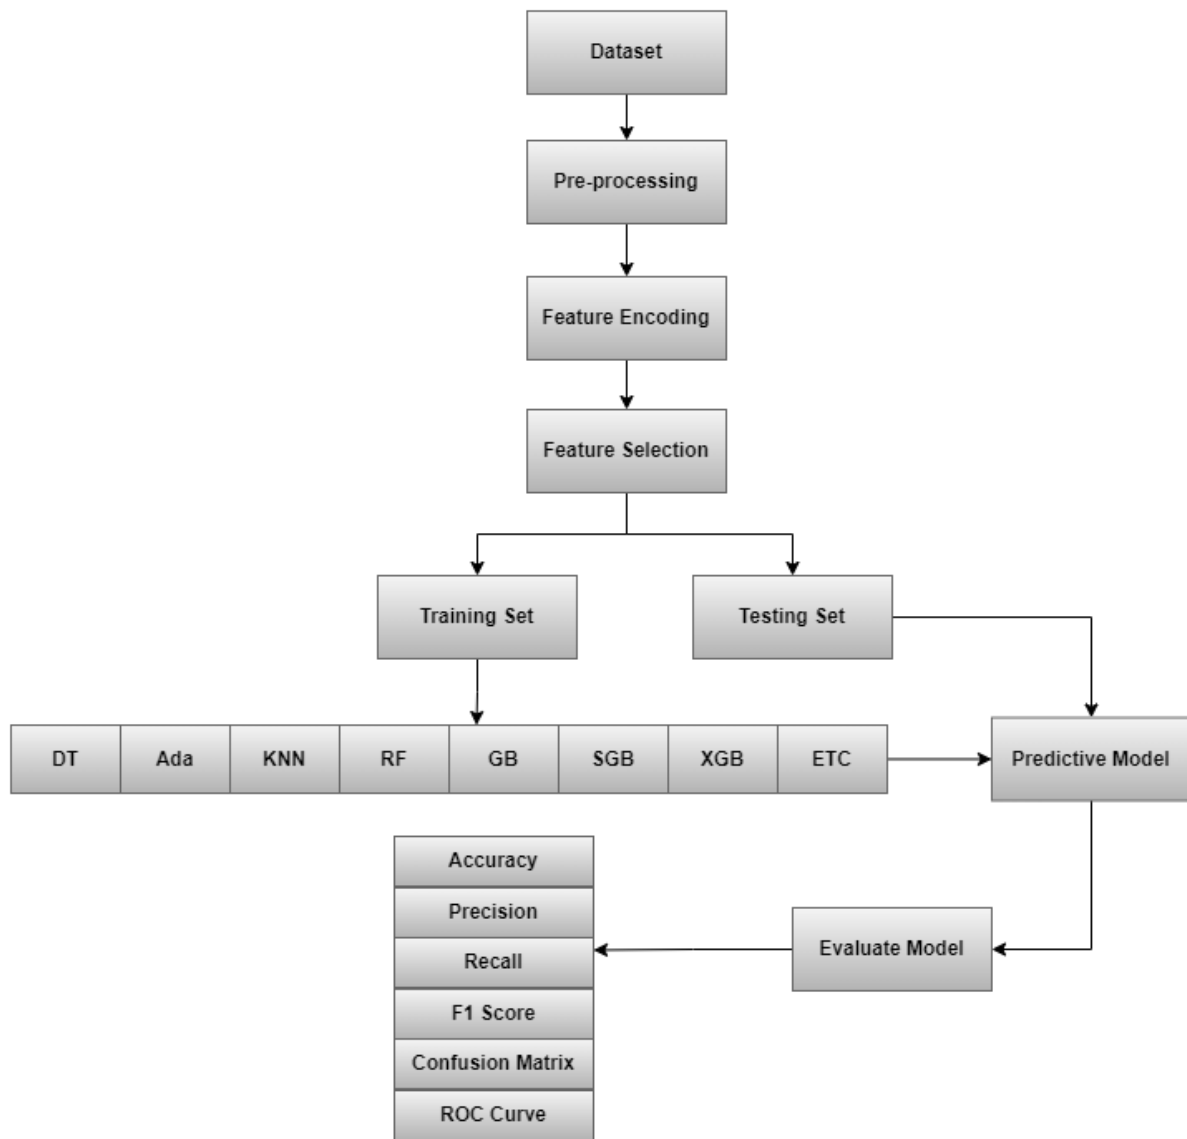 Dataset
Pre-processing
Feature Encoding
Feature Selection
Training Set
Testing Set
DT
Ada
KNN
RF
GB
SGB
XGB
ETC
Predictive Model
Accuracy
Precision
Recall
F1 Score
Confusion Matrix
ROC Curve
Evaluate Model